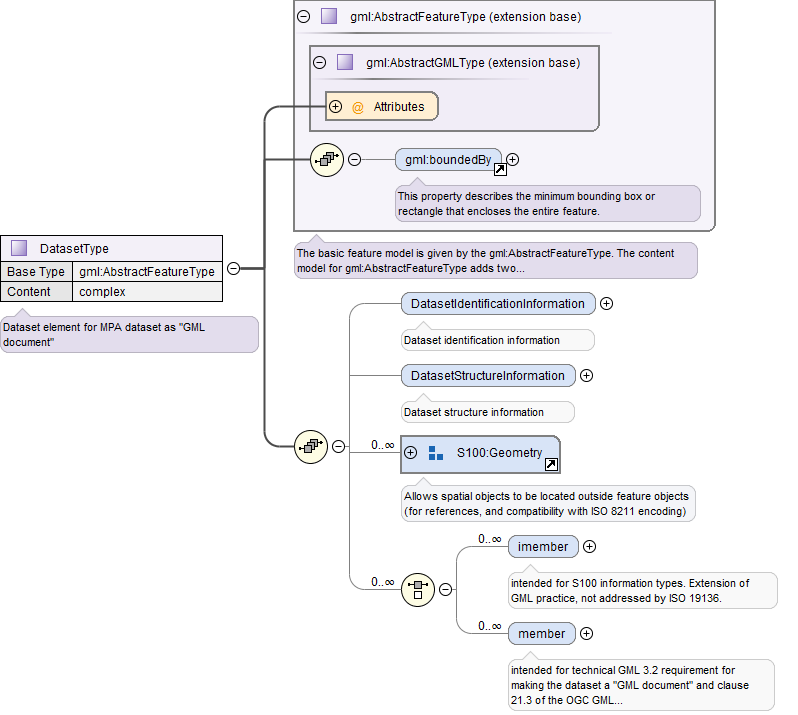 gml:AbstractFeatureType (extension base)
gml:AbstractGMLType (extension base)
@ Attributes
gml:boundedBy
This property describes the minimum bounding box or
rectangle that encloses the entire feature.
The basic feature model is given by the gml:AbstractFeatureType. The content
model for gml:AbstractFeatureType adds two...
DatasetType
Base Type gml:AbstractFeatureType
Content complex
Dataset element for MPA dataset as "GML
document"
DatasetIdentificationInformation
Dataset identification information
DatasetStructureInformation
Dataset structure information
0..∞ S100:Geometry
Allows spatial objects to be located outside feature objects
(for references, and compatibility with ISO 8211 encoding)
0..∞
0..∞ imember
intended for S100 information types. Extension of
GML practice, not addressed by ISO 19136.
0..∞ member
intended for technical GML 3.2 requirement for
making the dataset a "GML document" and clause
21.3 of the OGC GML...